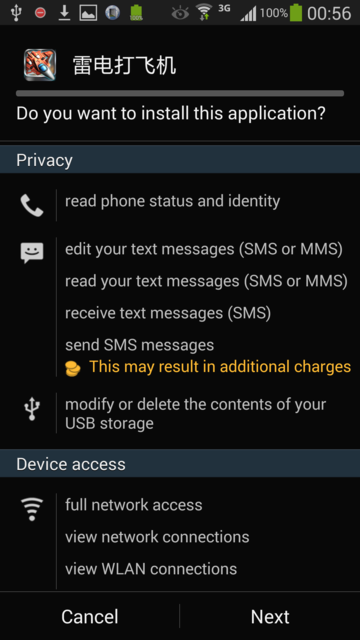 3G 100% 00:56
雷电打飞机
Do you want to install this application?
Privacy
read phone status and identity
edit your text messages (SMS or MMS)
read your text messages (SMS or MMS)
receive text messages (SMS)
send SMS messages
This may result in additional charges
modify or delete the contents of your
USB storage
Device access
full network access
view network connections
view WLAN connections
Cancel Next